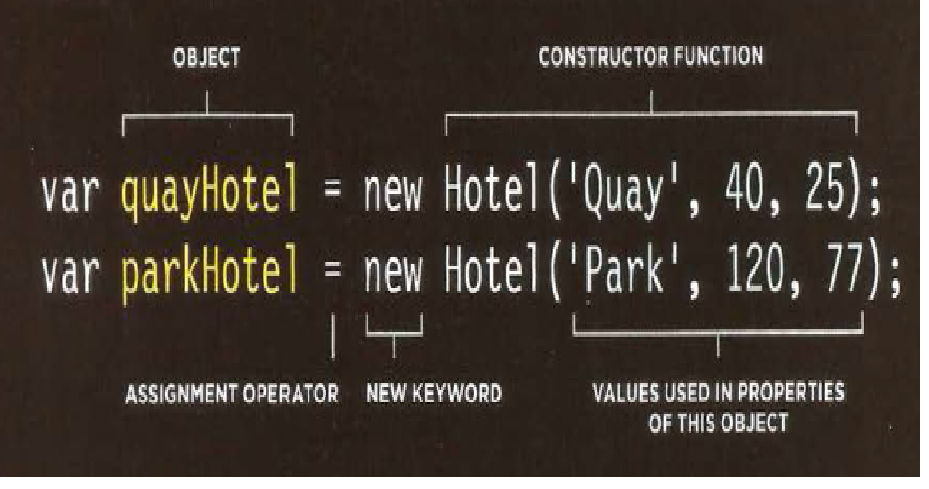 OBJECT
CONSTRUCTOR FUNCTION
var quayHotel = new Hotel('Quay', 40, 25);
var parkHotel = new Hotel('Park', 120, 77);
ASSIGNMENT OPERATOR
NEW KEYWORD
VALUES USED IN PROPERTIES
OF THIS OBJECT